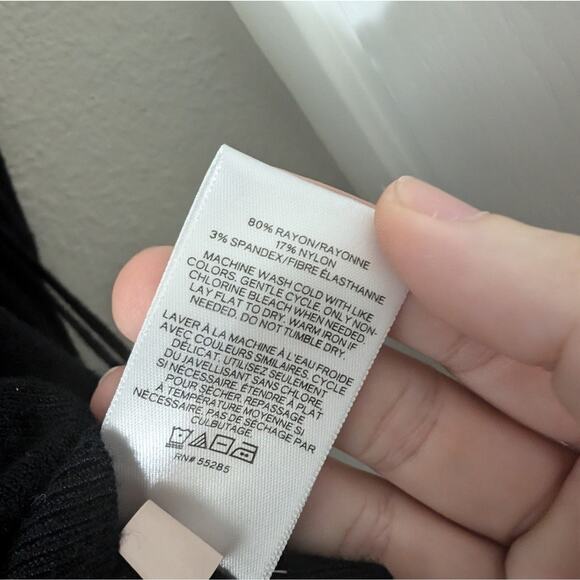 80% RAYON/RAYONNE
17% NYLON
3% SPANDEX/FIBRE ÉLASTHANNE
MACHINE WASH COLD WITH LIKE
COLORS, GENTLE CYCLE. ONLY NON-
CHLORINE BLEACH WHEN NEEDED.
LAY FLAT TO DRY. WARM IRON IF
NEEDED. DO NOT TUMBLE DRY.
LAVER À LA MACHINE À L'EAU FROIDE
AVEC COULEURS SIMILAIRES, CYCLE
DÉLICAT. UTILISEZ SEULEMENT
DU JAVELLISANT SANS CHLORE
SI NÉCESSAIRE. ÉTENDRE À PLAT
POUR SÉCHER. REPASSAGE
À TEMPÉRATURE MOYENNE SI
NÉCESSAIRE. PAS DE SÉCHAGE PAR
CULBUTAGE.
RN# 55285